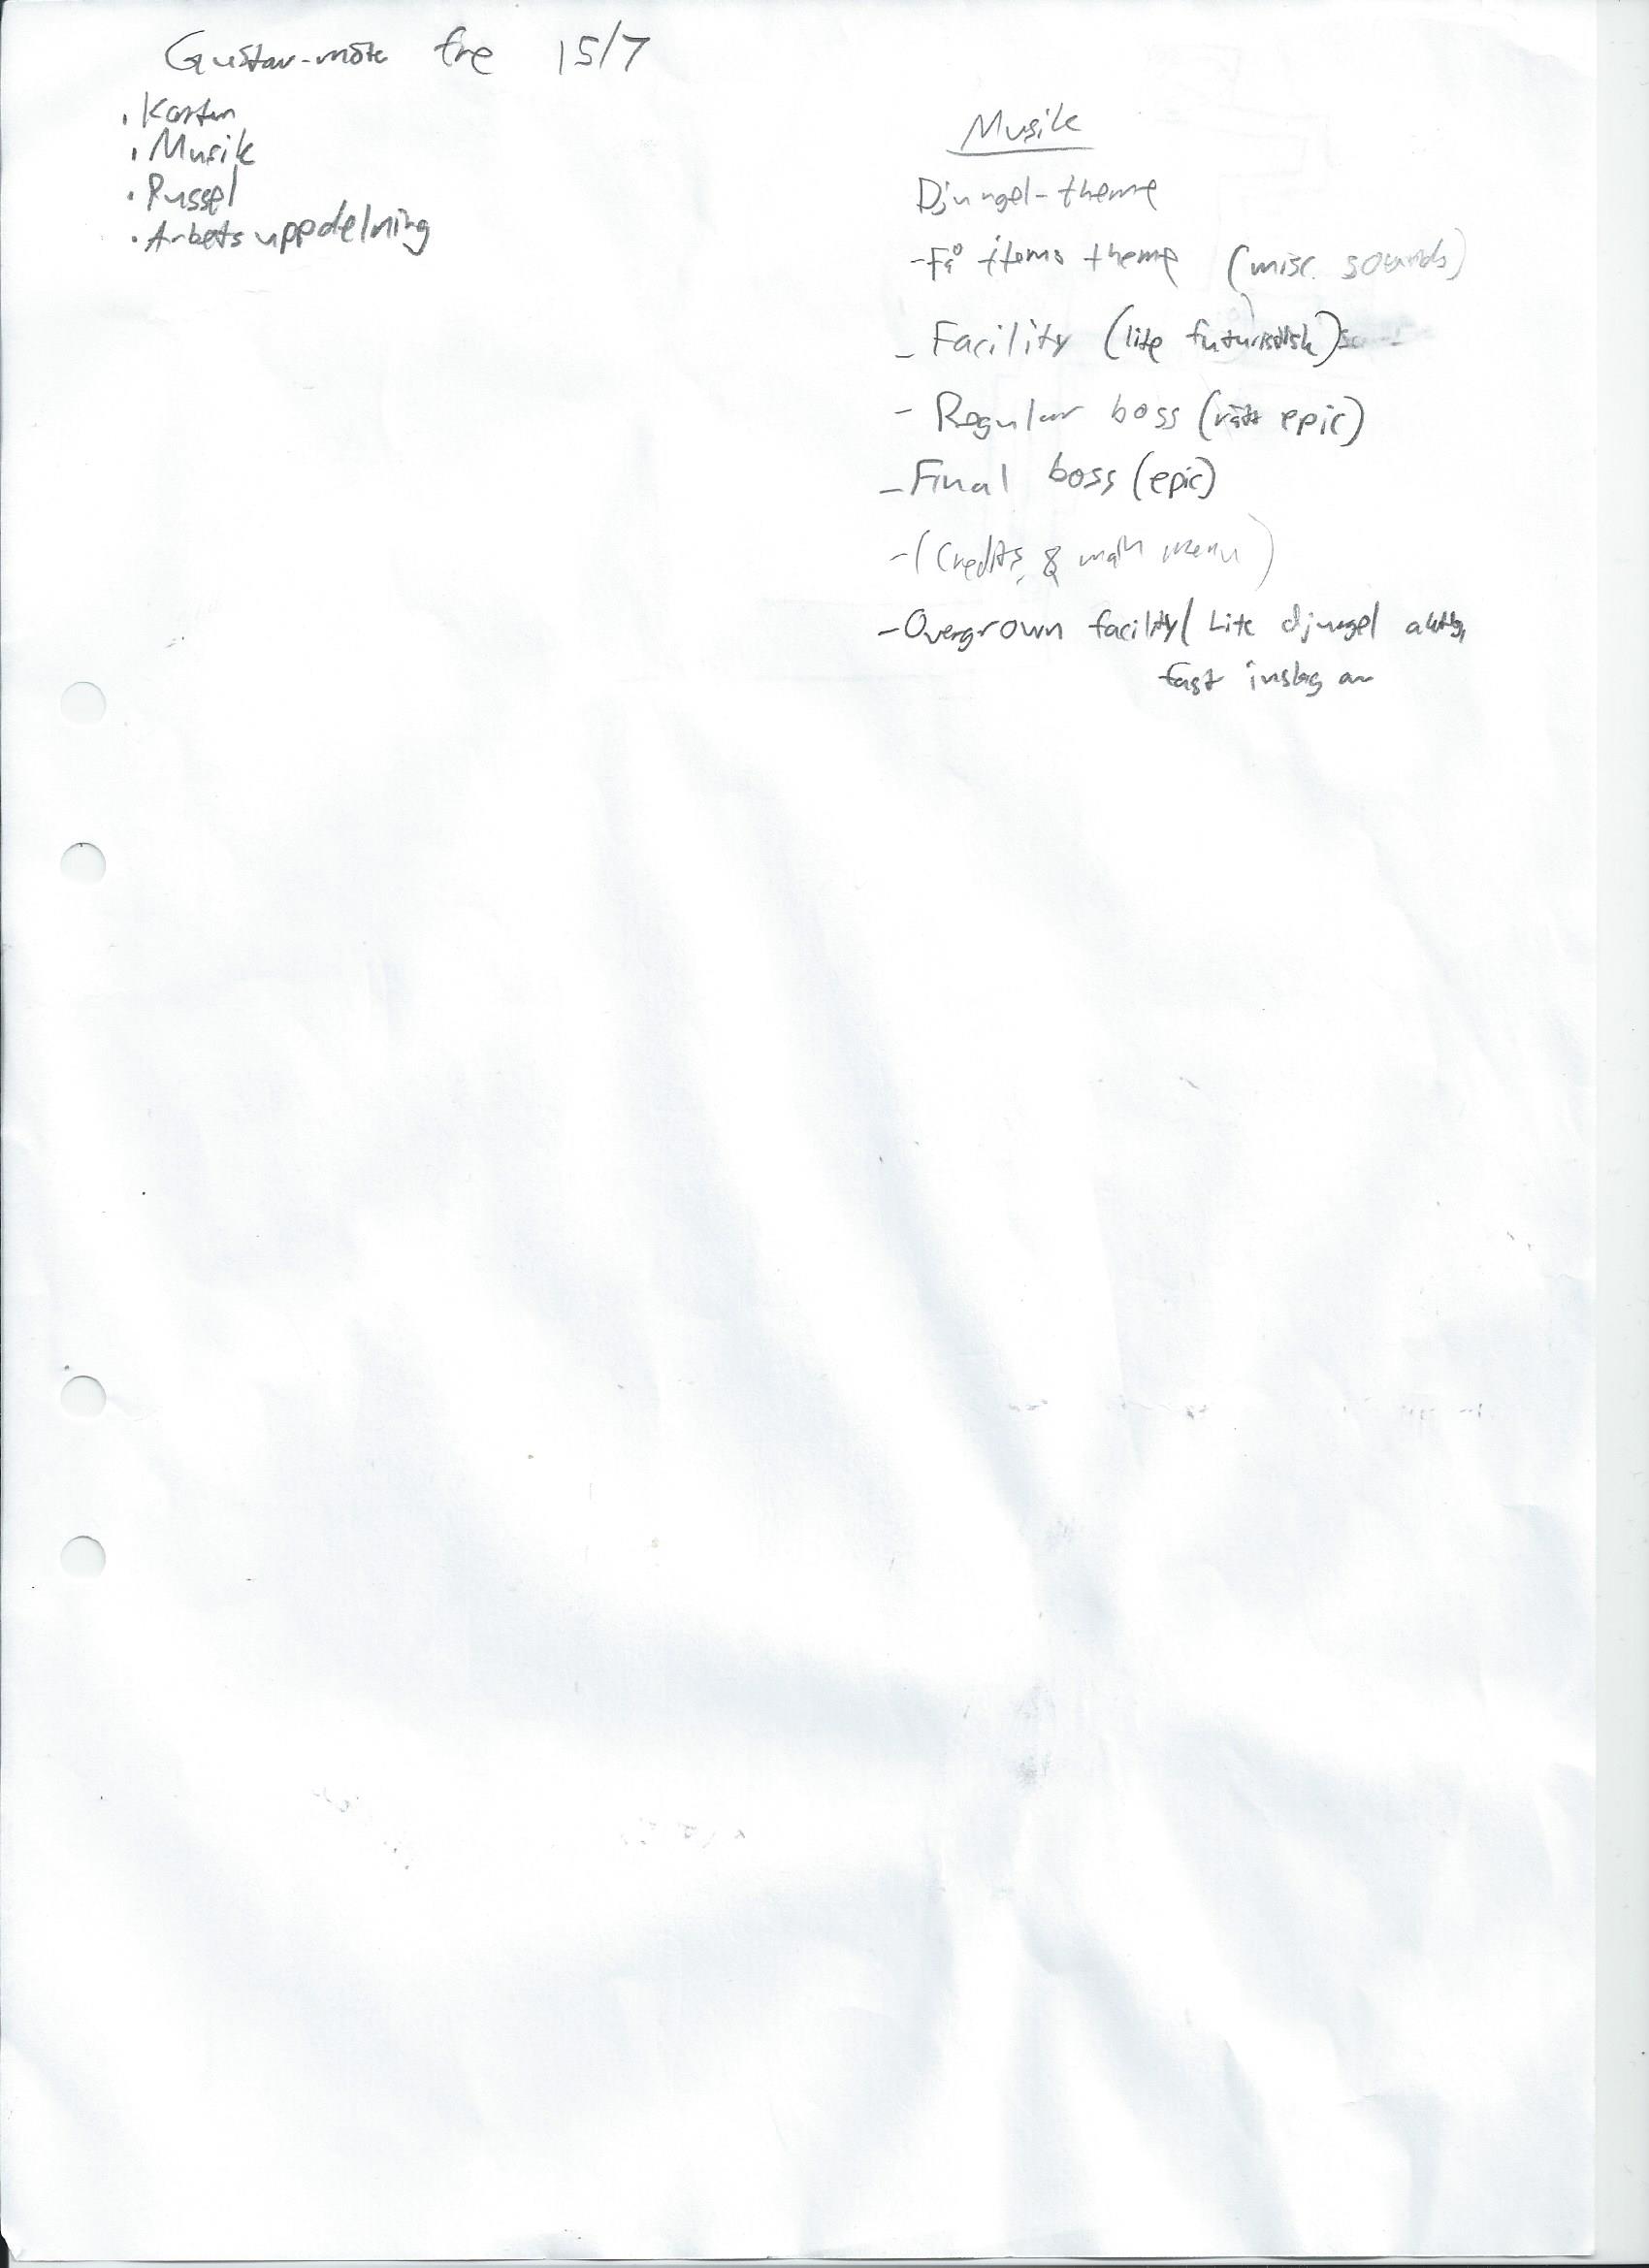 Gustav-möte fre 15/7
. Kartan
. Musik
. Pussel
. Arbetsuppdelning
Musik
Djungel-theme
- Få items theme (misc. sounds)
- Facility (lite futuristisk)
- Regular boss (rätt epic)
- Final boss (epic)
- (Credits & main menu)
- Overgrown facility/ Lite djungel aktig,
fast inslag av